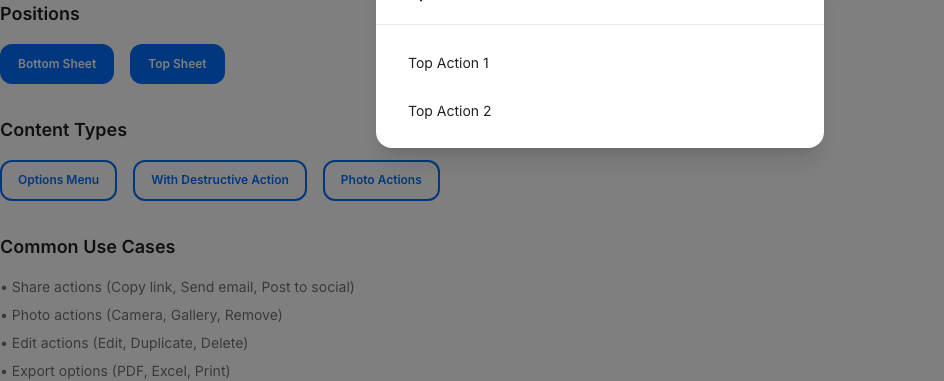 Positions
Bottom Sheet
Top Sheet
Top Action 1
Top Action 2
Content Types
Options Menu
With Destructive Action
Photo Actions
Common Use Cases
• Share actions (Copy link, Send email, Post to social)
• Photo actions (Camera, Gallery, Remove)
• Edit actions (Edit, Duplicate, Delete)
• Export options (PDF, Excel, Print)